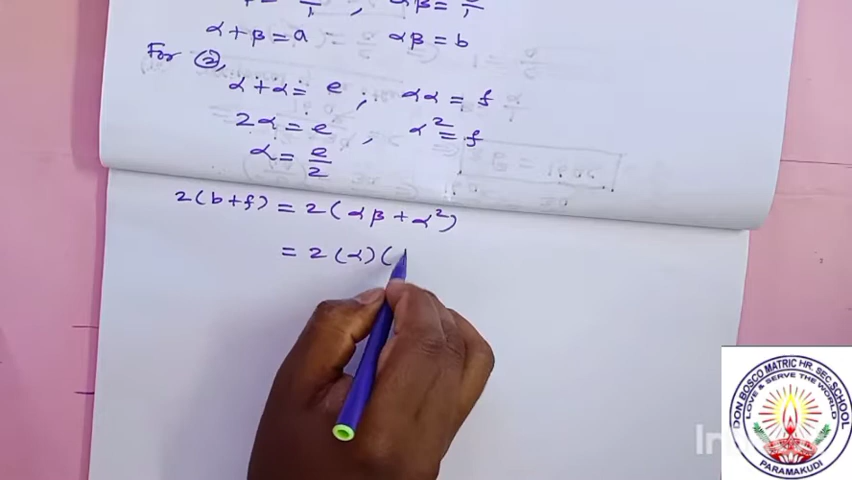 α + β = a αβ = b
For ②,
α + α = e , αα = f
2α = e , α² = f
α = e/2
2(b+f) = 2(αβ + α²)
= 2(α)(
DON BOSCO MATRIC HR. SEC. SCHOOL
LOVE & SERVE THE WORLD
PARAMAKUDI